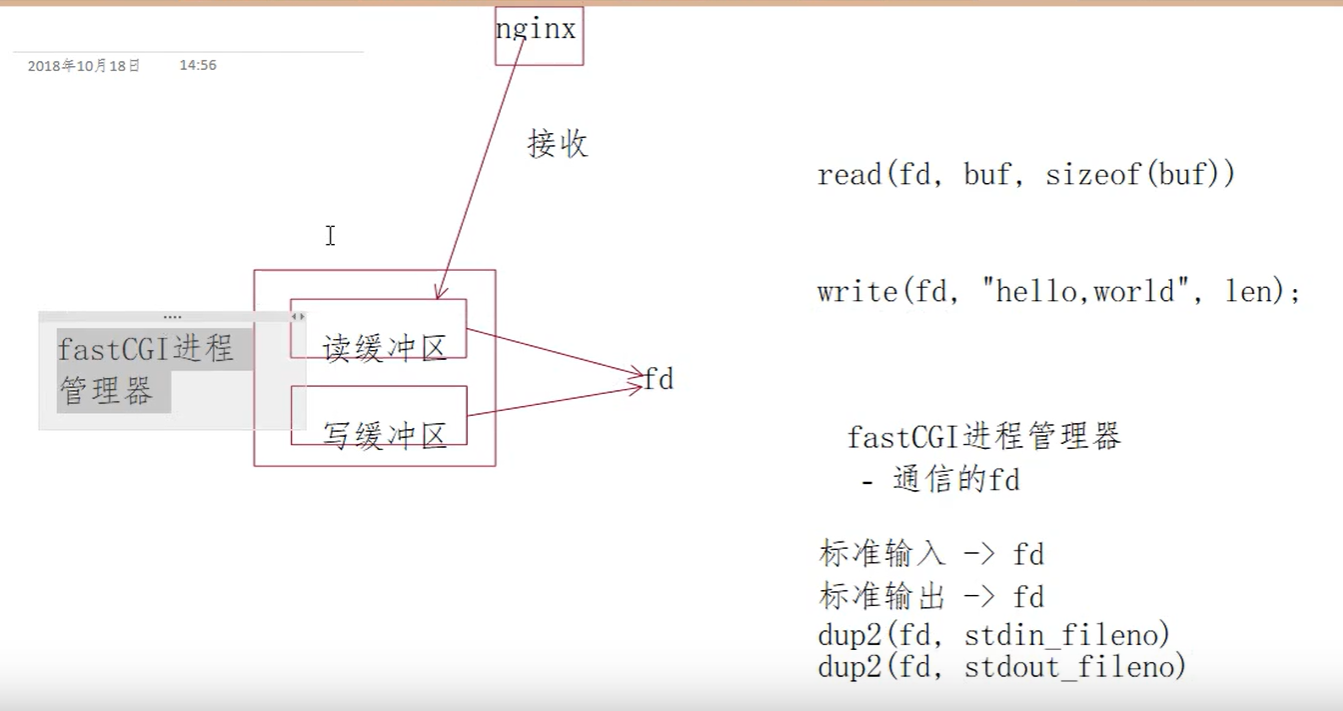 nginx
2018年10月18日 14:56
接收
read(fd, buf, sizeof(buf))
write(fd, "hello,world", len);
fastCGI进程
管理器
读缓冲区
写缓冲区
fd
fastCGI进程管理器
- 通信的fd
标准输入 -> fd
标准输出 -> fd
dup2(fd, stdin_fileno)
dup2(fd, stdout_fileno)